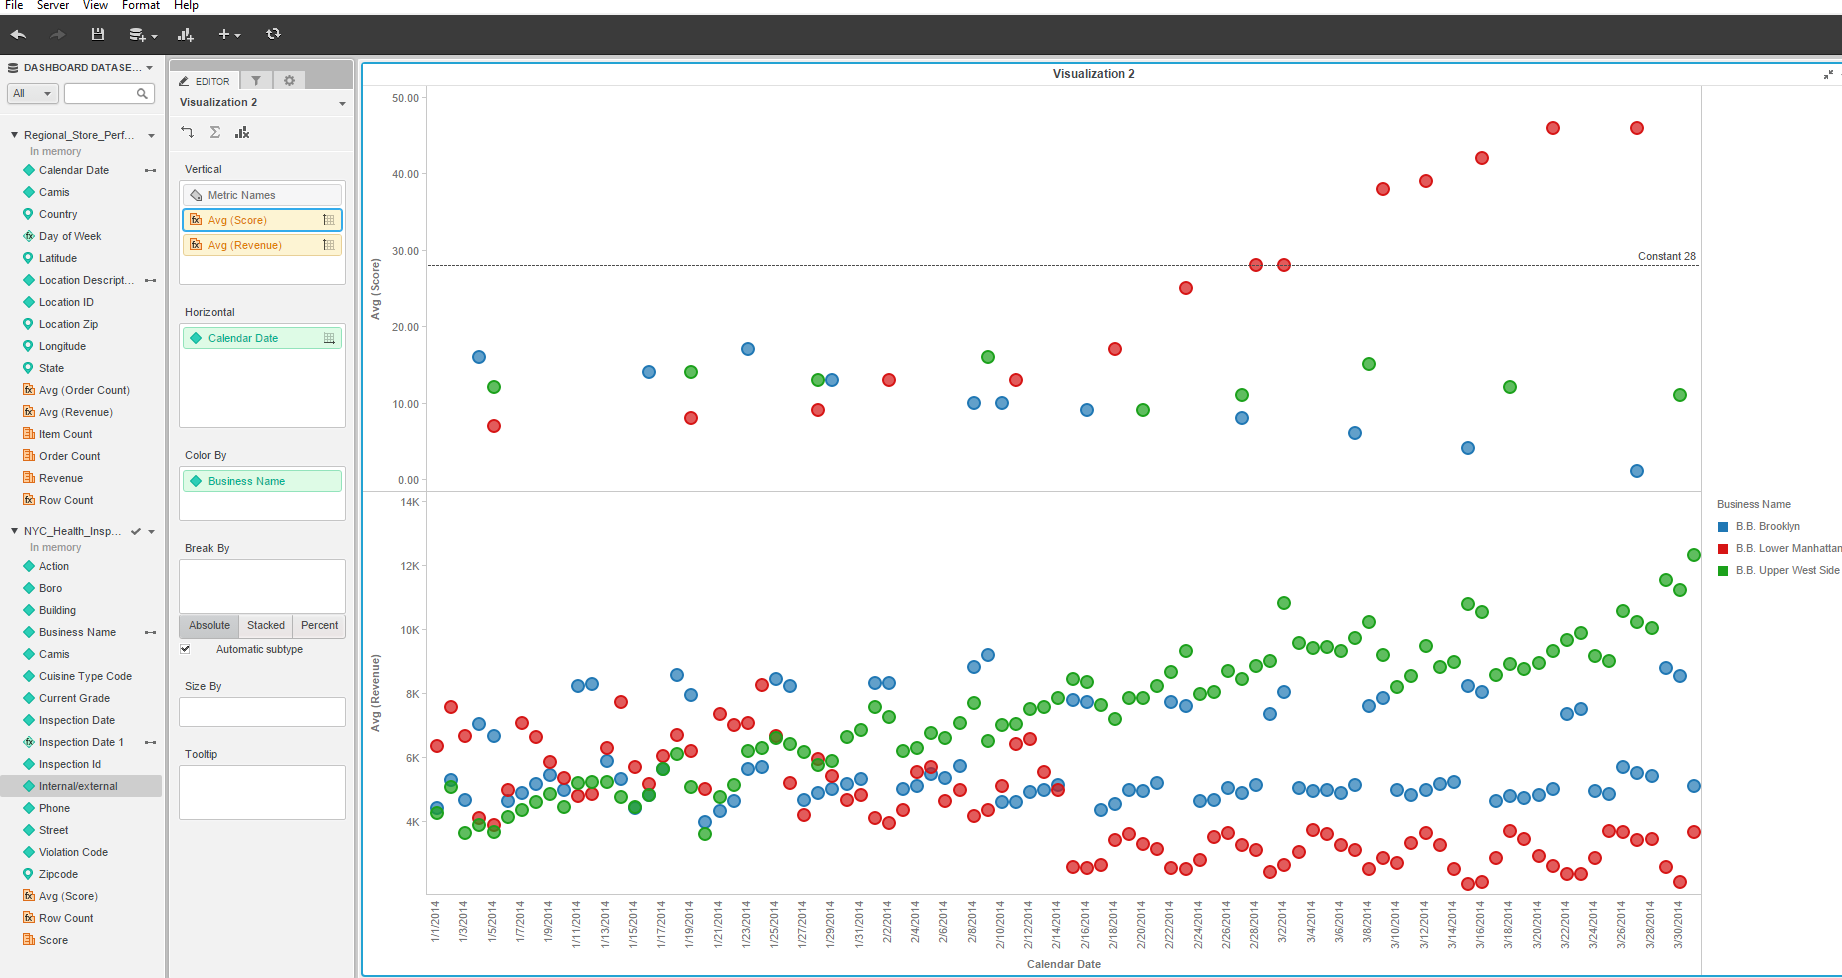 File Server View Format Help
DASHBOARD DATASE...
All
Regional_Store_Perf...
In memory
Calendar Date
Camis
Country
Day of Week
Latitude
Location Descript...
Location ID
Location Zip
Longitude
State
Avg (Order Count)
Avg (Revenue)
Item Count
Order Count
Revenue
Row Count
NYC_Health_Insp...
In memory
Action
Boro
Building
Business Name
Camis
Cuisine Type Code
Current Grade
Inspection Date
Inspection Date 1
Inspection Id
Internal/external
Phone
Street
Violation Code
Zipcode
Avg (Score)
Row Count
Score
EDITOR
Visualization 2
Vertical
Metric Names
Avg (Score)
Avg (Revenue)
Horizontal
Calendar Date
Color By
Business Name
Break By
Absolute Stacked Percent
Automatic subtype
Size By
Tooltip
Visualization 2
50.00
40.00
30.00
20.00
10.00
0.00
Avg (Score)
Constant 28
14K
12K
10K
8K
6K
4K
Avg (Revenue)
1/1/2014
1/3/2014
1/5/2014
1/7/2014
1/9/2014
1/11/2014
1/13/2014
1/15/2014
1/17/2014
1/19/2014
1/21/2014
1/23/2014
1/25/2014
1/27/2014
1/29/2014
1/31/2014
2/2/2014
2/4/2014
2/6/2014
2/8/2014
2/10/2014
2/12/2014
2/14/2014
2/16/2014
2/18/2014
2/20/2014
2/22/2014
2/24/2014
2/26/2014
2/28/2014
3/2/2014
3/4/2014
3/6/2014
3/8/2014
3/10/2014
3/12/2014
3/14/2014
3/16/2014
3/18/2014
3/20/2014
3/22/2014
3/24/2014
3/26/2014
3/28/2014
3/30/2014
Calendar Date
Business Name
B.B. Brooklyn
B.B. Lower Manhattan
B.B. Upper West Side